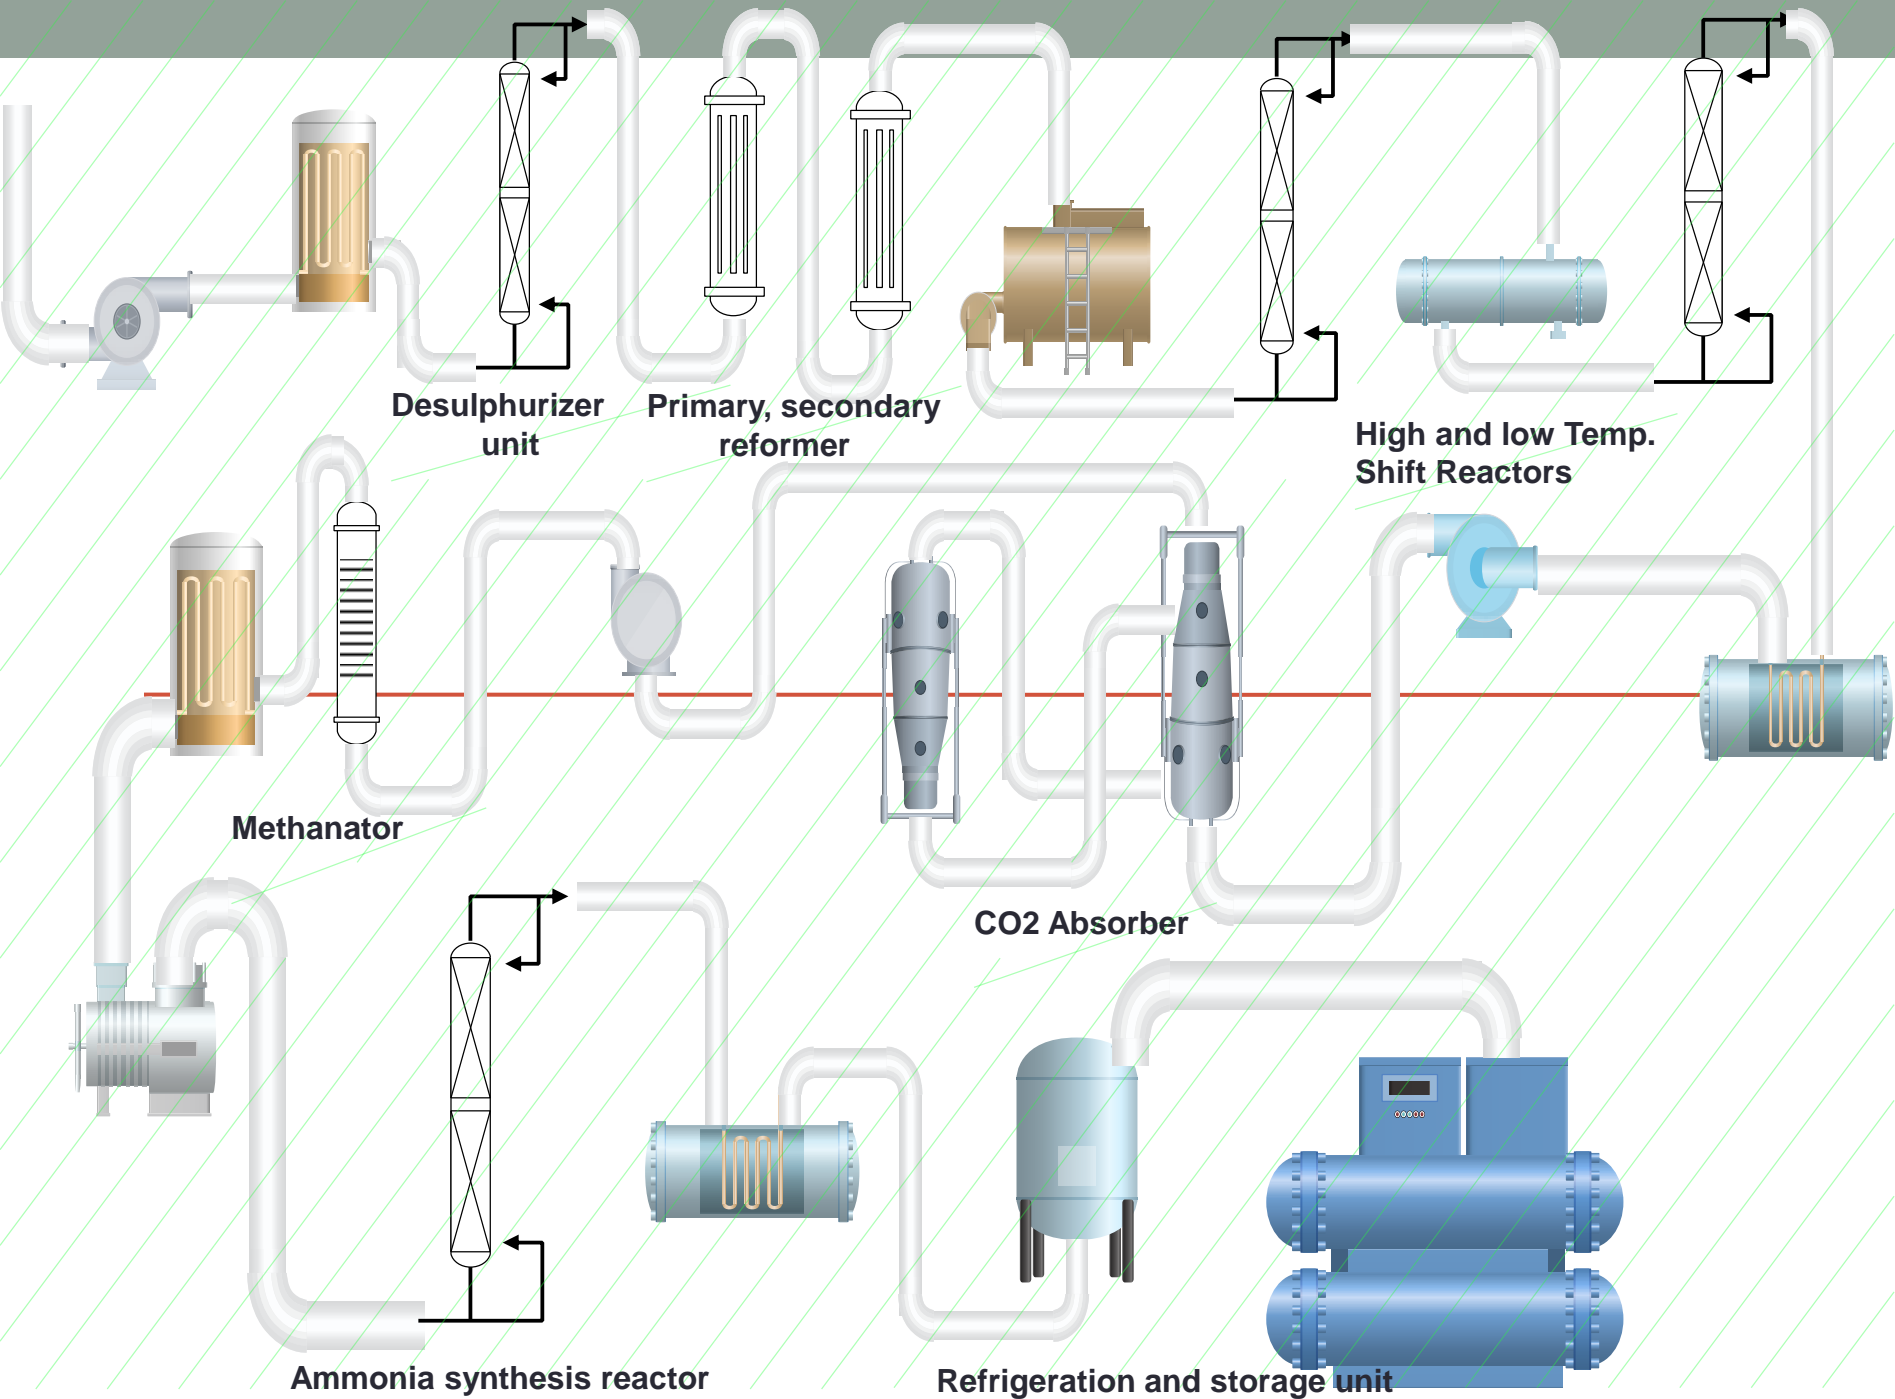 Desulphurizer
unit
Primary, secondary
reformer
High and low Temp.
Shift Reactors
Methanator
CO2 Absorber
Ammonia synthesis reactor
Refrigeration and storage unit